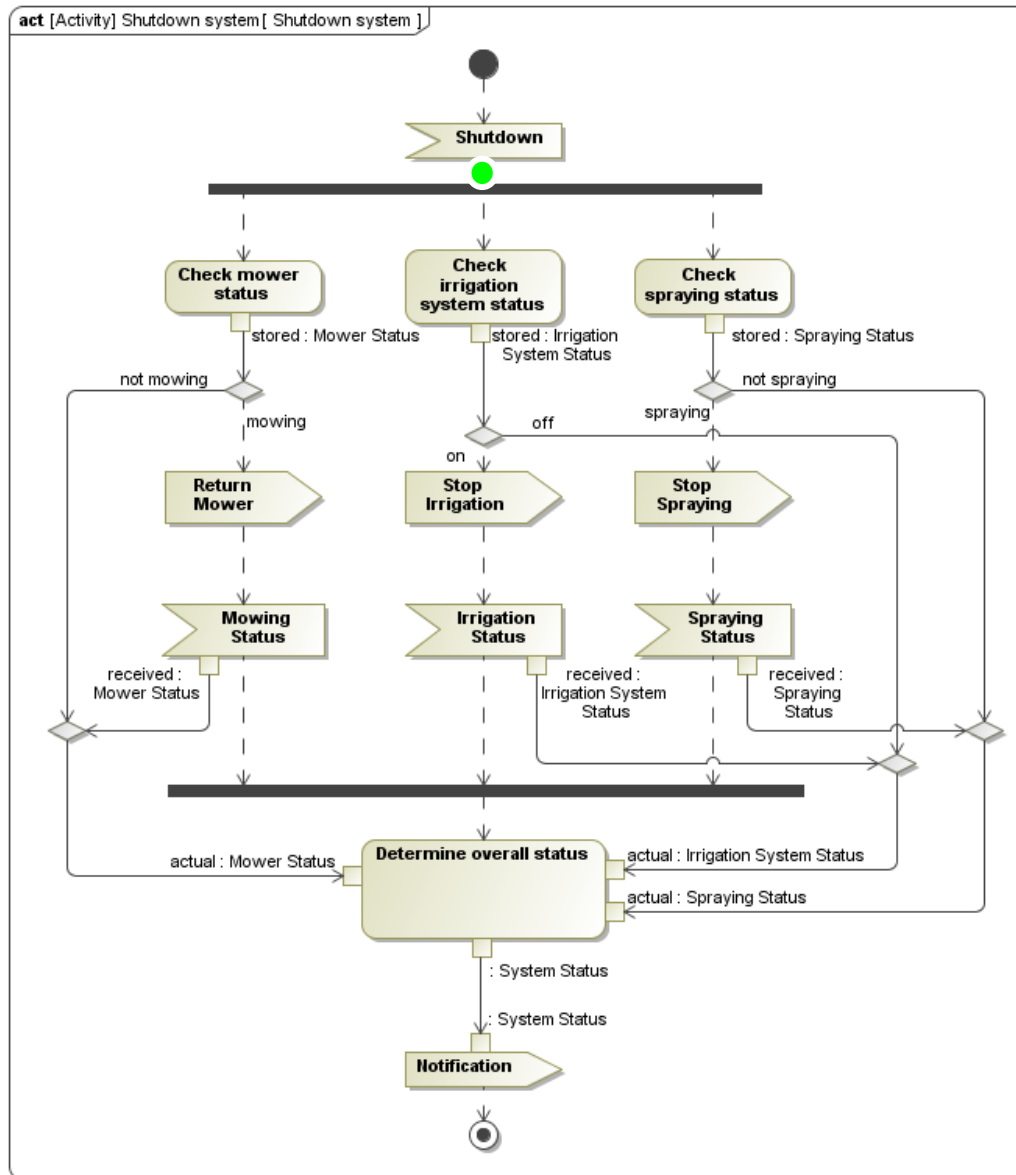 act [Activity] Shutdown system[ Shutdown system ]
Shutdown
Check mower
status
Check
irrigation
system status
Check
spraying status
stored : Mower Status
stored : Irrigation
System Status
stored : Spraying Status
not mowing
mowing
off
on
spraying
not spraying
Return
Mower
Stop
Irrigation
Stop
Spraying
Mowing
Status
Irrigation
Status
Spraying
Status
received :
Mower Status
received :
Irrigation System
Status
received :
Spraying
Status
Determine overall status
actual : Mower Status
actual : Irrigation System Status
actual : Spraying Status
: System Status
: System Status
Notification